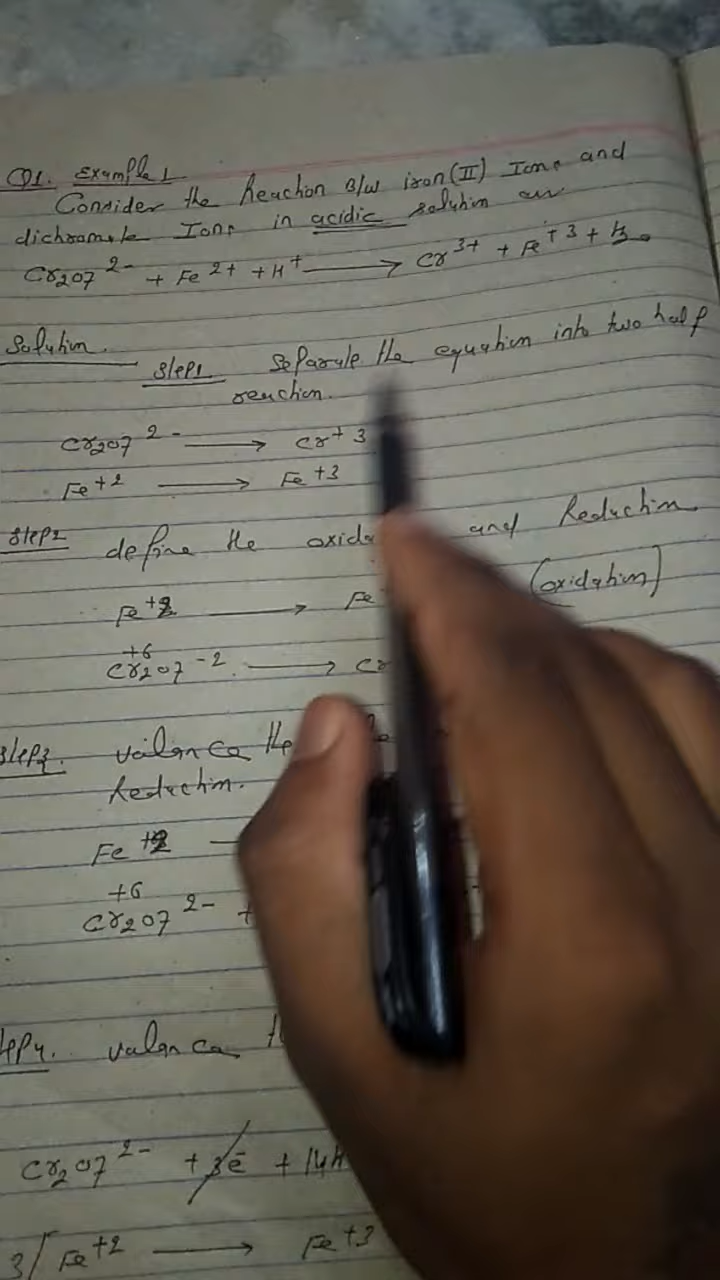 Q1. Example 1
Consider the Reaction B/w iron(II) Ions and
dichromate Ions in acidic solution as
Cr2O7 2- + Fe 2+ + H+ → Cr 3+ + Fe +3 + H2O
Solution.
Step1 Separate the equation into two half
reaction.
Cr2O7 2- → Cr+3
Fe+2 → Fe+3
Step2 define the oxida and Reduction
Fe+2 → Fe (oxidation)
+6
Cr2O7-2 → Cr
Step3. valance the
Reduction.
Fe+2
+6
Cr2O7 2- +
valance
Cr2O7 2- + 3e + 14H
3/ Fe+2 → Fe+3